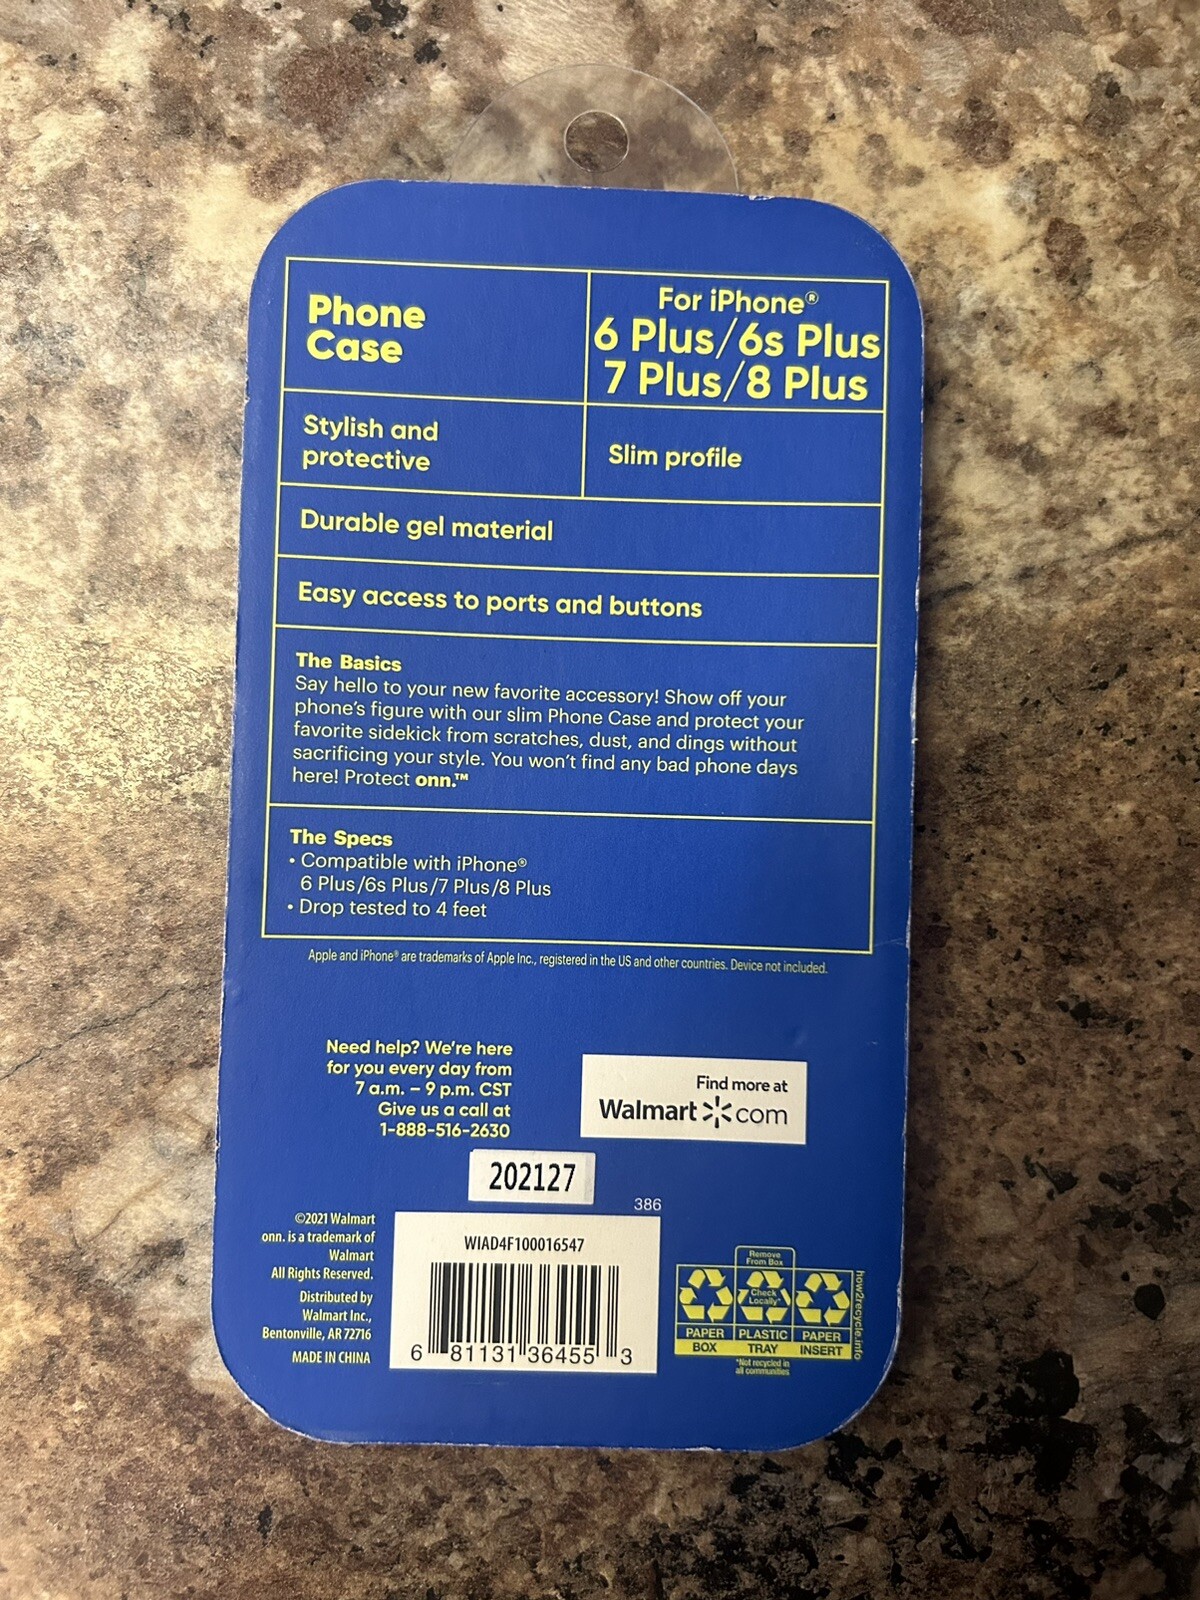 Phone
Case
For iPhone®
6 Plus/6s Plus
7 Plus/8 Plus
Stylish and
protective
Slim profile
Durable gel material
Easy access to ports and buttons
The Basics
Say hello to your new favorite accessory! Show off your
phone's figure with our slim Phone Case and protect your
favorite sidekick from scratches, dust, and dings without
sacrificing your style. You won't find any bad phone days
here! Protect onn.™
The Specs
• Compatible with iPhone®
6 Plus/6s Plus/7 Plus/8 Plus
• Drop tested to 4 feet
Apple and iPhone® are trademarks of Apple Inc., registered in the US and other countries. Device not included.
Need help? We're here
for you every day from
7 a.m. – 9 p.m. CST
Give us a call at
1-888-516-2630
Find more at
Walmart com
202127
386
©2021 Walmart
onn. is a trademark of
Walmart
All Rights Reserved.
Distributed by
Walmart Inc.,
Bentonville, AR 72716
MADE IN CHINA
WIAD4F100016547
6 81131 36455 3
Remove
From Box
Check
Locally*
PAPER
BOX
PLASTIC
TRAY
PAPER
INSERT
*Not recycled in
all communities
how2recycle.info